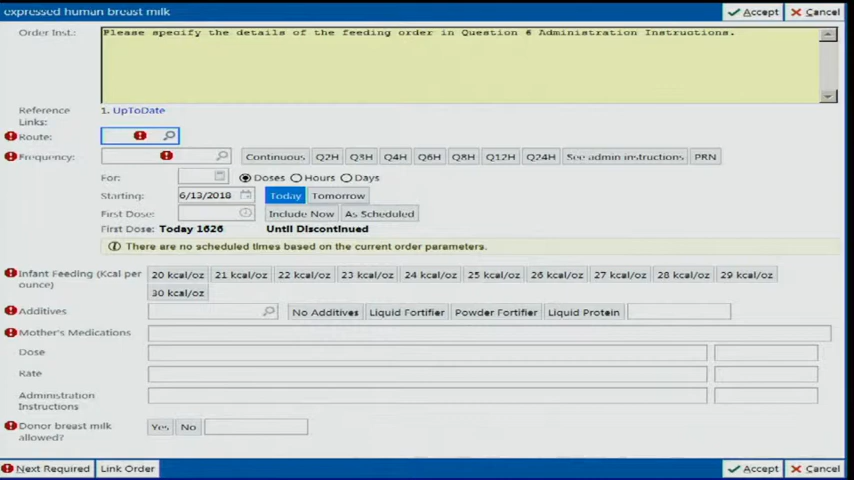 expressed human breast milk Accept Cancel
Order Inst.: Please specify the details of the feeding order in Question 6 Administration Instructions.
Reference Links: 1. UpToDate
Route:
Frequency: Continuous Q2H Q3H Q4H Q6H Q8H Q12H Q24H See admin instructions PRN
For: Doses Hours Days
Starting: 6/13/2018 Today Tomorrow
First Dose: Include Now As Scheduled
First Dose: Today 1626 Until Discontinued
There are no scheduled times based on the current order parameters.
Infant Feeding (Kcal per ounce) 20 kcal/oz 21 kcal/oz 22 kcal/oz 23 kcal/oz 24 kcal/oz 25 kcal/oz 26 kcal/oz 27 kcal/oz 28 kcal/oz 29 kcal/oz
30 kcal/oz
Additives No Additives Liquid Fortifier Powder Fortifier Liquid Protein
Mother's Medications
Dose
Rate
Administration Instructions
Donor breast milk allowed? Yes No
Next Required Link Order Accept Cancel